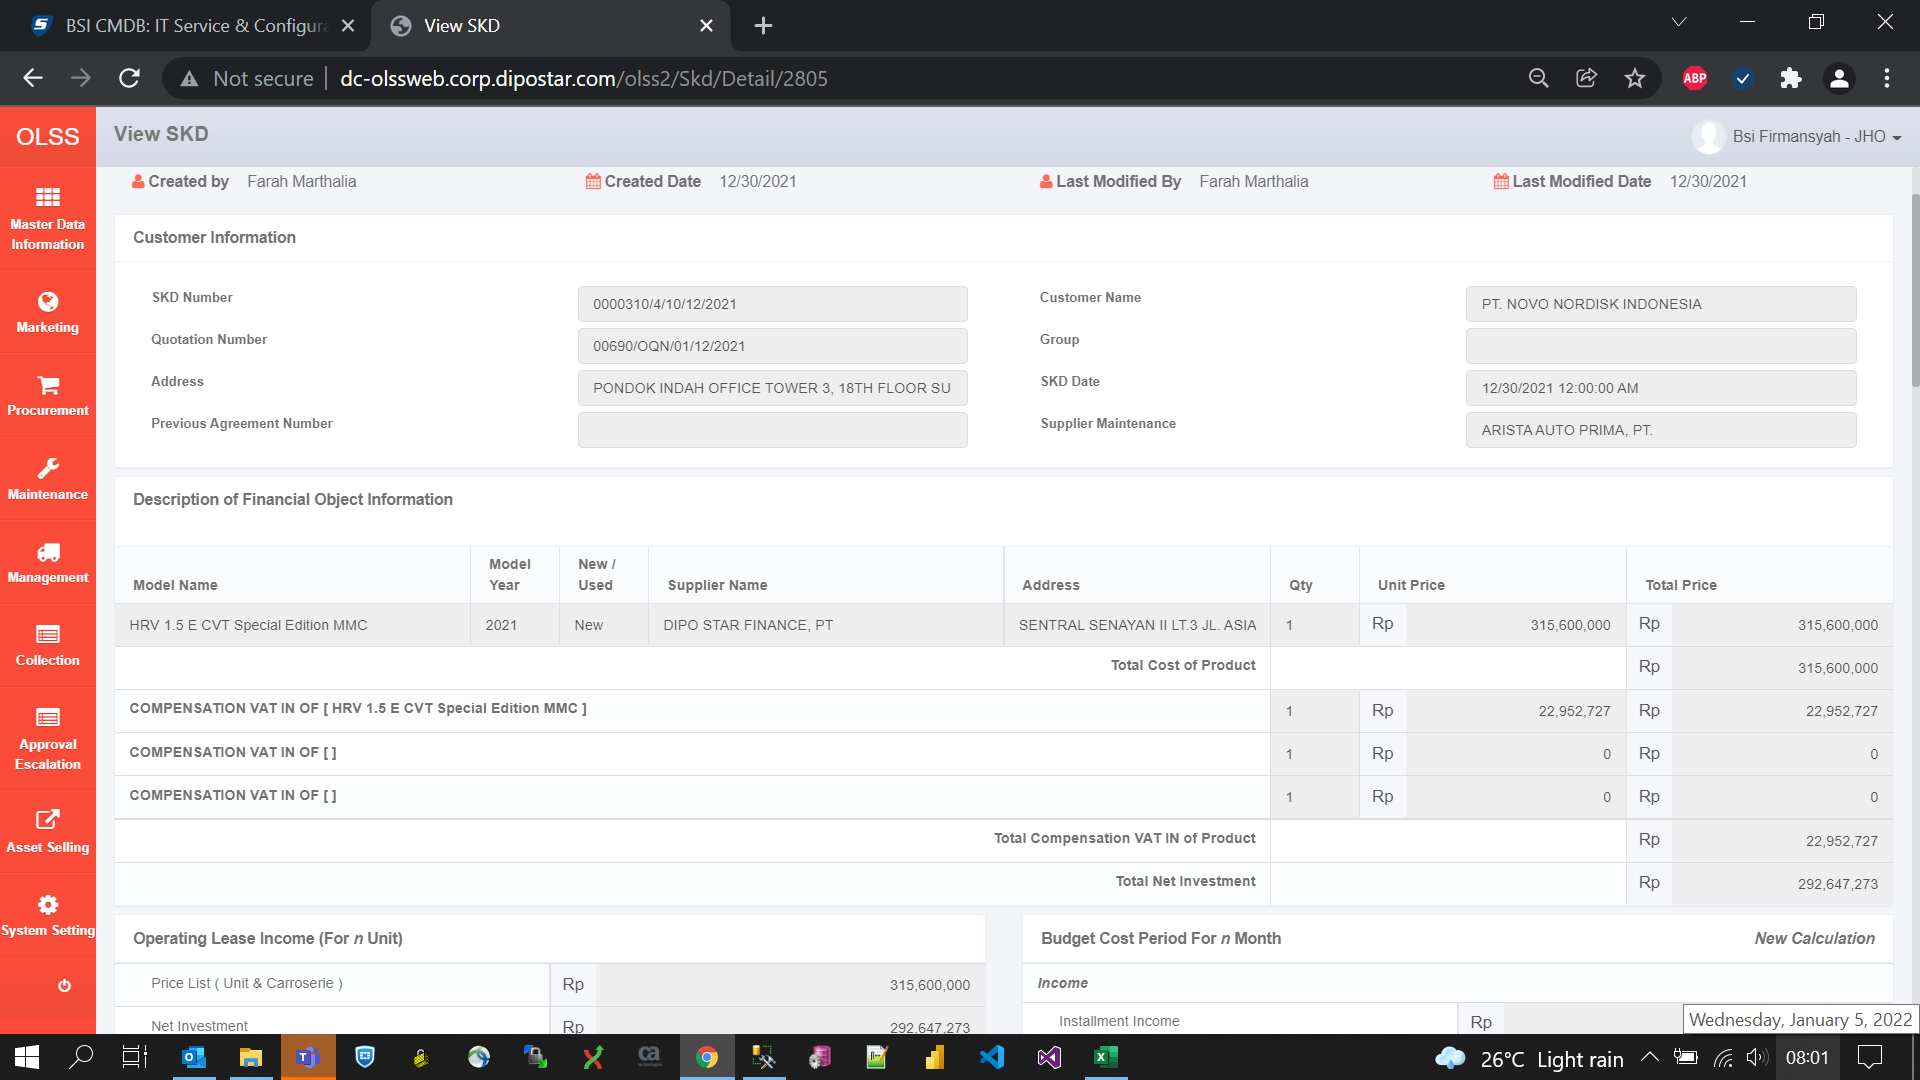 BSI CMDB: IT Service & Configura
View SKD
Not secure
dc-olssweb.corp.dipostar.com/olss2/Skd/Detail/2805
ABP
OLSS
View SKD
Bsi Firmansyah - JHO
Master Data
Information
Marketing
Procurement
Maintenance
Management
Collection
Approval
Escalation
Asset Selling
System Setting
Created by Farah Marthalia
Created Date 12/30/2021
Last Modified By Farah Marthalia
Last Modified Date 12/30/2021
Customer Information
SKD Number 0000310/4/10/12/2021
Customer Name PT. NOVO NORDISK INDONESIA
Quotation Number 00690/OQN/01/12/2021
Group
Address PONDOK INDAH OFFICE TOWER 3, 18TH FLOOR SU
SKD Date 12/30/2021 12:00:00 AM
Previous Agreement Number
Supplier Maintenance ARISTA AUTO PRIMA, PT.
Description of Financial Object Information
Model Name
Model
Year
New /
Used
Supplier Name
Address
Qty
Unit Price
Total Price
HRV 1.5 E CVT Special Edition MMC 2021 New DIPO STAR FINANCE, PT SENTRAL SENAYAN II LT.3 JL. ASIA 1 Rp 315,600,000 Rp 315,600,000
Total Cost of Product Rp 315,600,000
COMPENSATION VAT IN OF [ HRV 1.5 E CVT Special Edition MMC ] 1 Rp 22,952,727 Rp 22,952,727
COMPENSATION VAT IN OF [ ] 1 Rp 0 Rp 0
COMPENSATION VAT IN OF [ ] 1 Rp 0 Rp 0
Total Compensation VAT IN of Product Rp 22,952,727
Total Net Investment Rp 292,647,273
Operating Lease Income (For n Unit)
Price List ( Unit & Carroserie ) Rp 315,600,000
Net Investment Rp 292,647,273
Budget Cost Period For n Month New Calculation
Income
Installment Income Rp
Wednesday, January 5, 2022
26°C Light rain
08:01